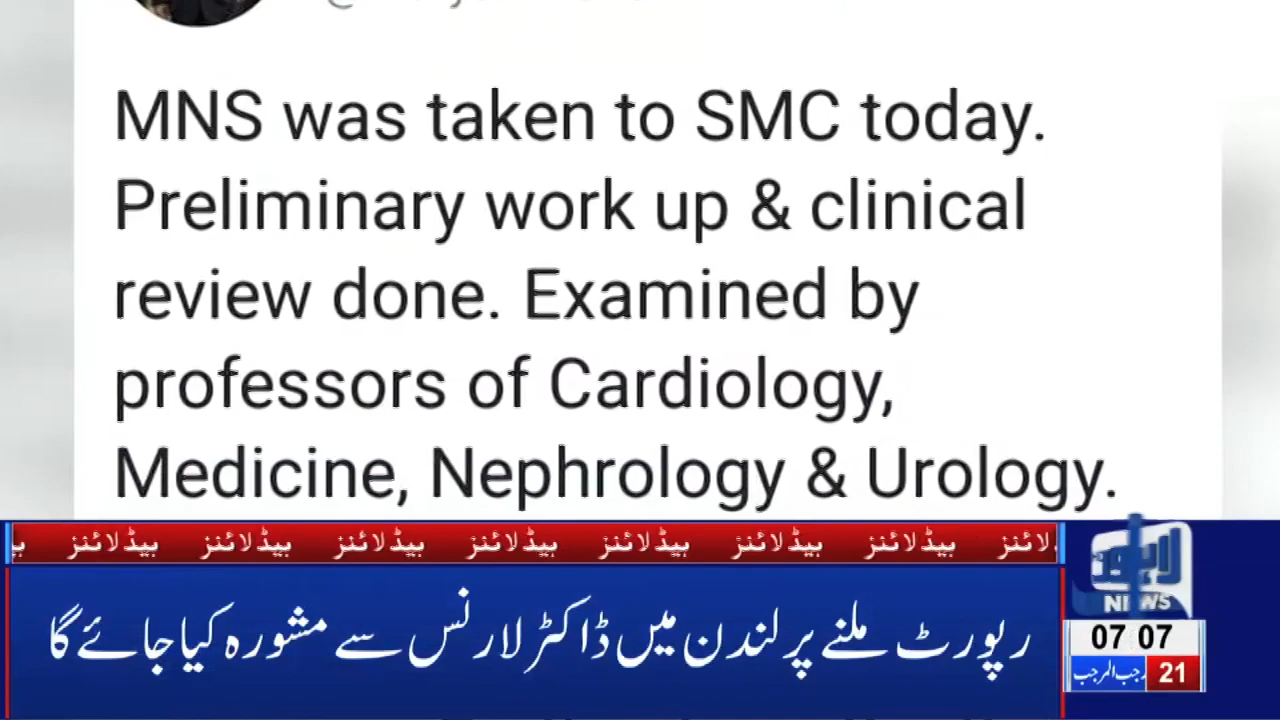 MNS was taken to SMC today.
Preliminary work up & clinical
review done. Examined by
professors of Cardiology,
Medicine, Nephrology & Urology.
ہیڈلائنز ہیڈلائنز ہیڈلائنز ہیڈلائنز ہیڈلائنز ہیڈلائنز ہیڈلائنز
رپورٹ ملنے پر لندن میں ڈاکٹر لارنس سے مشورہ کیا جائے گا
لاہور
NEWS
07 07
21 رجب المرجب